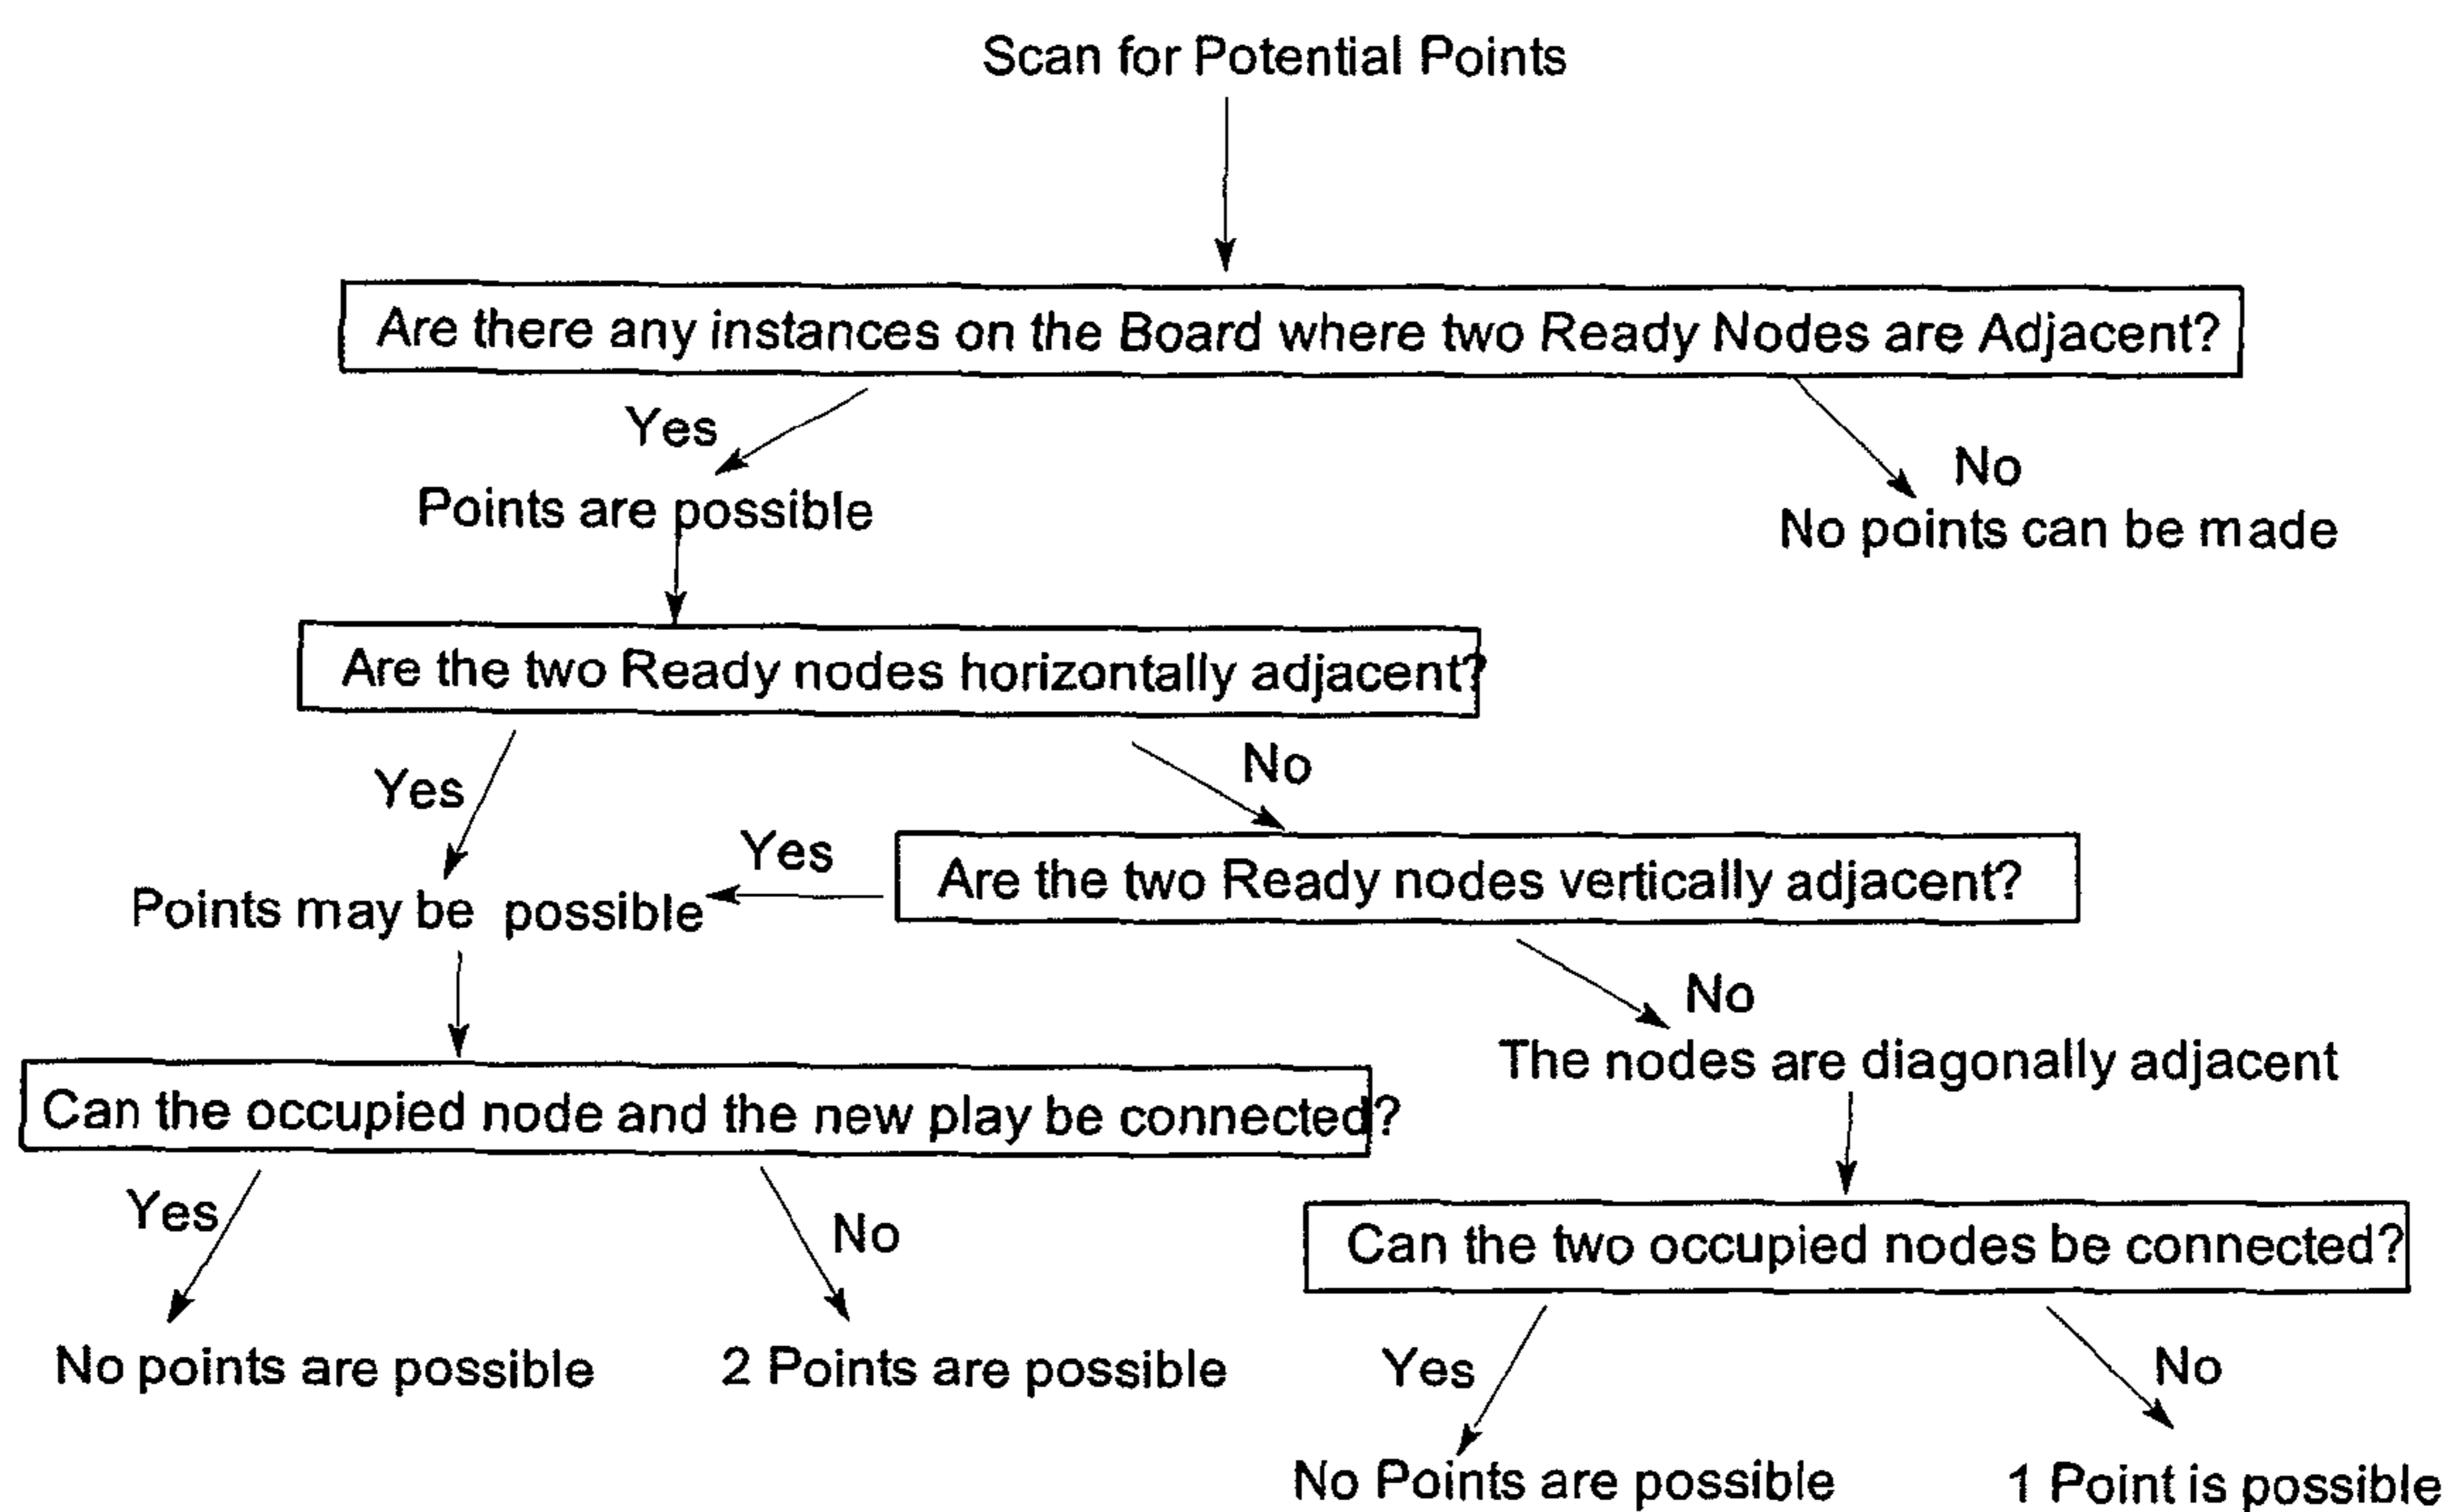 Scan for Potential Points
Are there any instances on the Board where two Ready Nodes are Adjacent?
Yes
No
Points are possible
No points can be made
Are the two Ready nodes horizontally adjacent?
Yes
No
Yes
Are the two Ready nodes vertically adjacent?
Points may be possible
No
The nodes are diagonally adjacent
Can the occupied node and the new play be connected?
Yes
No
Can the two occupied nodes be connected?
No points are possible
2 Points are possible
Yes
No
No Points are possible
1 Point is possible